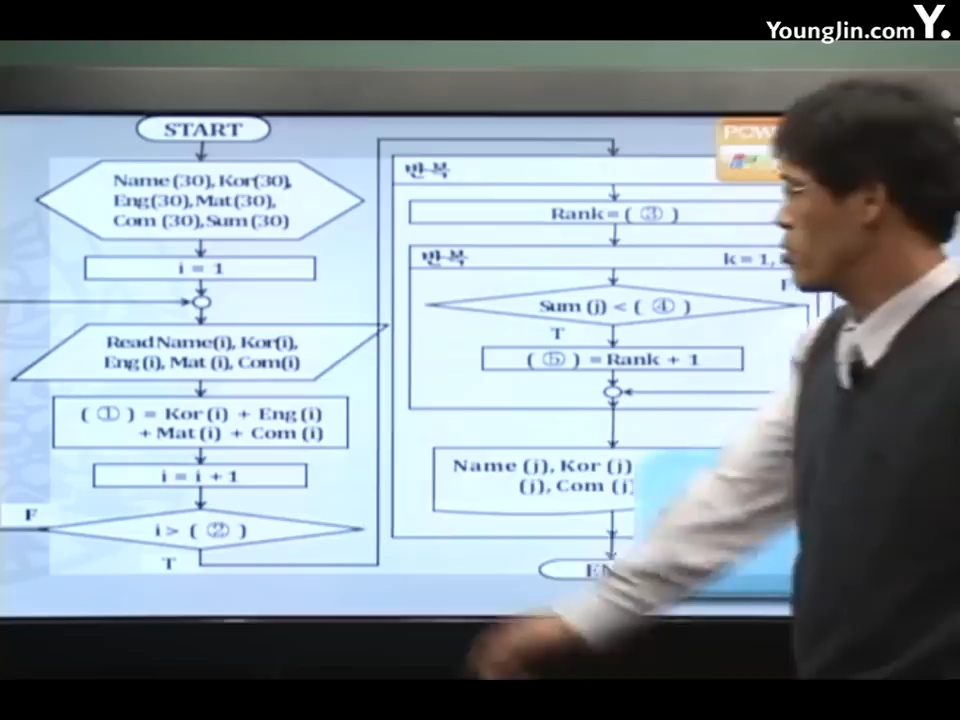 YoungJin.com Y.
START
Name (30), Kor(30),
Eng(30), Mat (30),
Com (30), Sum (30)
i = 1
Read Name(i), Kor(i),
Eng (i), Mat (i), Com(i)
( ① ) = Kor (i) + Eng (i)
+ Mat (i) + Com (i)
i = i + 1
F
i > ( ② )
T
반복
Rank = ( ③ )
반복
k = 1,
F
Sum (j) < ( ④ )
T
( ⑤ ) = Rank + 1
Name (j), Kor (j)
(j), Com (j)